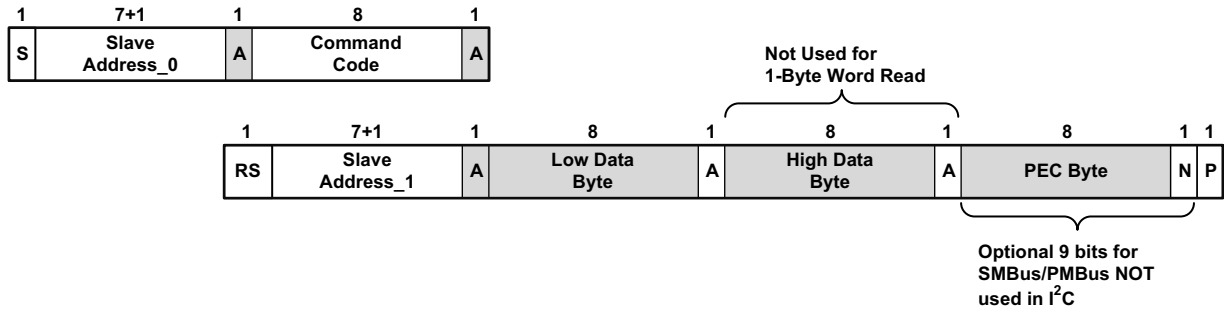 1 7+1 1 8 1
S Slave Address_0 A Command Code A
Not Used for
1-Byte Word Read
1 7+1 1 8 1 8 1 8 1 1
RS Slave Address_1 A Low Data Byte A High Data Byte A PEC Byte N P
Optional 9 bits for
SMBus/PMBus NOT
used in I²C